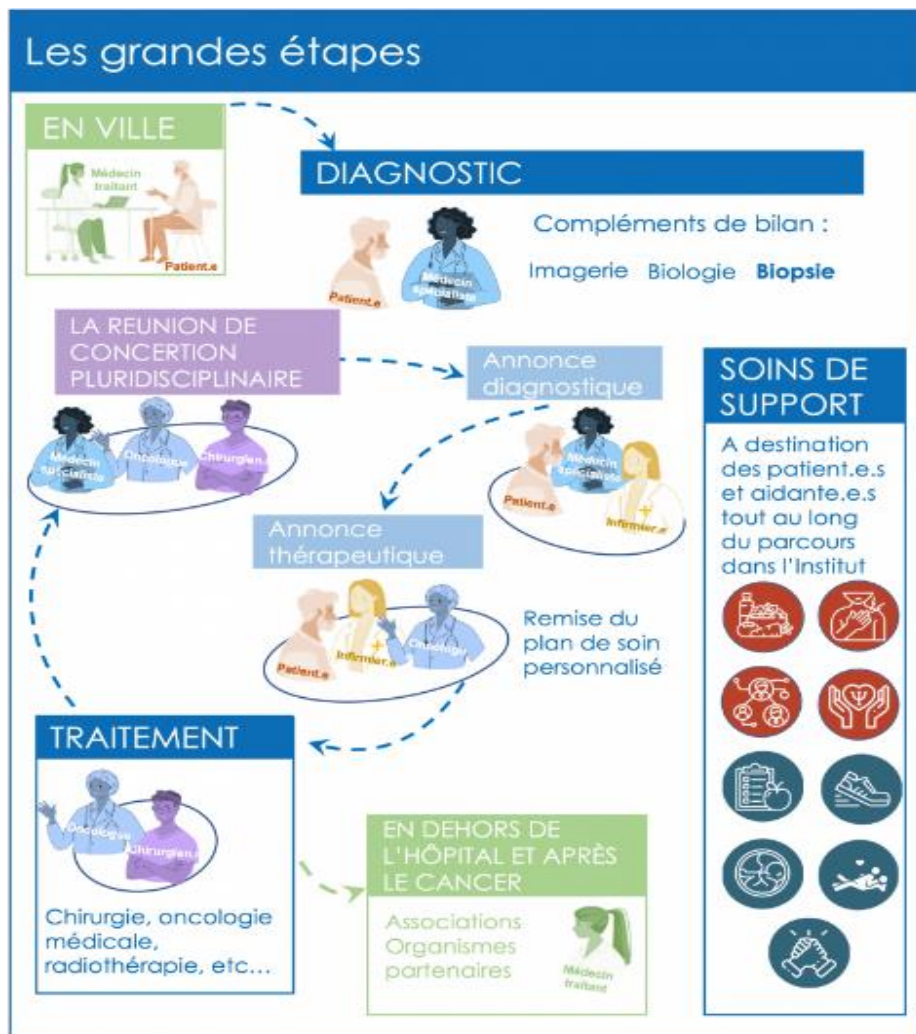 Les grandes étapes
EN VILLE
Médecin
traitant
Patient.e
DIAGNOSTIC
Compléments de bilan :
Imagerie Biologie Biopsie
Patient.e
Médecin
spécialiste
LA REUNION DE
CONCERTION
PLURIDISCIPLINAIRE
Médecin
spécialiste
Oncologue
Chirurgien.e
Annonce
diagnostique
Patient.e
Médecin
spécialiste
Infirmier.e
Annonce
thérapeutique
Patient.e
Infirmier.e
Oncologue
Remise du
plan de soin
personnalisé
TRAITEMENT
Oncologue
Chirurgien.e
Chirurgie, oncologie
médicale,
radiothérapie, etc...
EN DEHORS DE
L'HÔPITAL ET APRÈS
LE CANCER
Associations
Organismes
partenaires
Médecin
traitant
SOINS DE
SUPPORT
A destination
des patient.e.s
et aidante.e.s
tout au long
du parcours
dans l'Institut